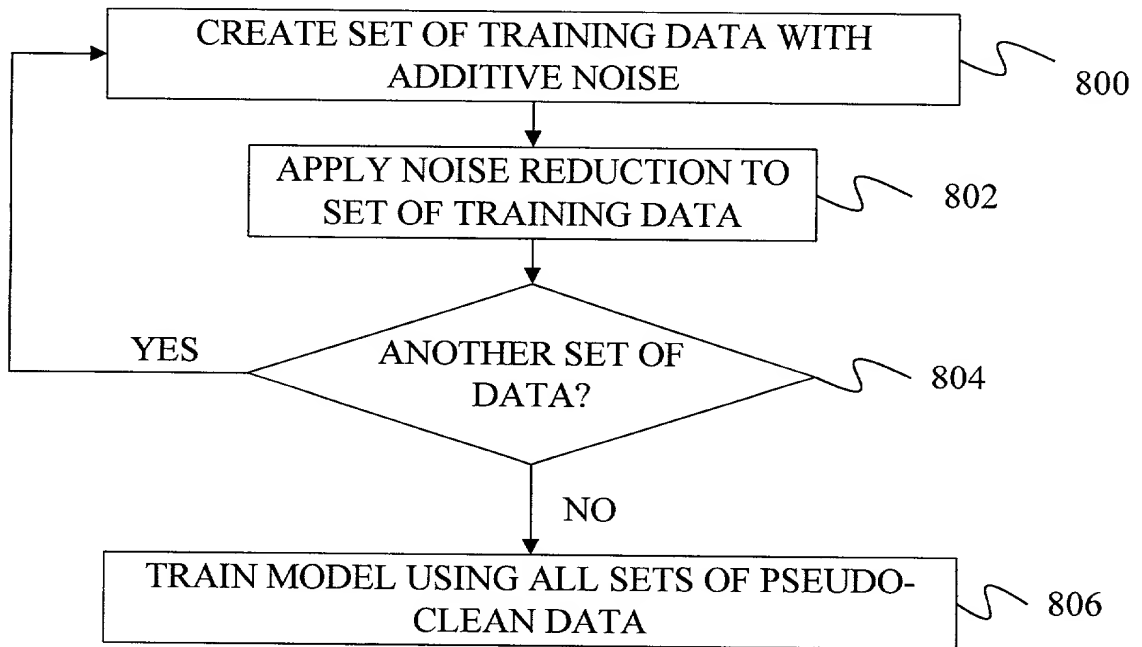 CREATE SET OF TRAINING DATA WITH
ADDITIVE NOISE
800
APPLY NOISE REDUCTION TO
SET OF TRAINING DATA
802
YES
ANOTHER SET OF
DATA?
804
NO
TRAIN MODEL USING ALL SETS OF PSEUDO-
CLEAN DATA
806